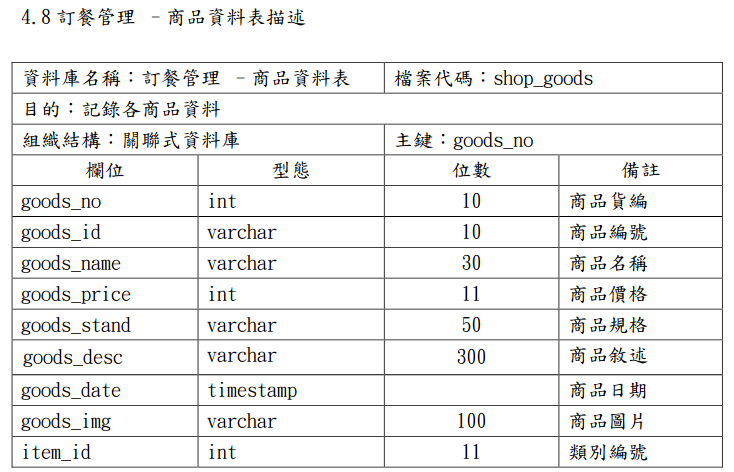 4.8 訂餐管理 –商品資料表描述
資料庫名稱：訂餐管理 –商品資料表 檔案代碼：shop_goods
目的：記錄各商品資料
組織結構：關聯式資料庫 主鍵：goods_no
欄位 型態 位數 備註
goods_no int 10 商品貨編
goods_id varchar 10 商品編號
goods_name varchar 30 商品名稱
goods_price int 11 商品價格
goods_stand varchar 50 商品規格
goods_desc varchar 300 商品敘述
goods_date timestamp 商品日期
goods_img varchar 100 商品圖片
item_id int 11 類別編號